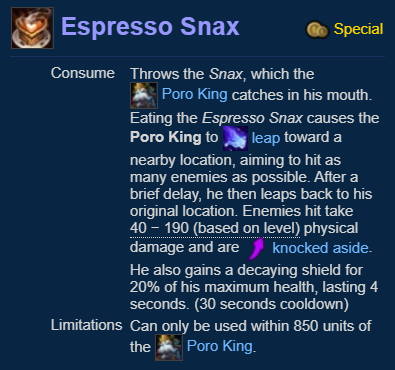 Espresso Snax
Special
Consume
Throws the Snax, which the
Poro King catches in his mouth.
Eating the Espresso Snax causes the
Poro King to leap toward a
nearby location, aiming to hit as
many enemies as possible. After a
brief delay, he then leaps back to his
original location. Enemies hit take
40 − 190 (based on level) physical
damage and are knocked aside.
He also gains a decaying shield for
20% of his maximum health, lasting 4
seconds. (30 seconds cooldown)
Limitations
Can only be used within 850 units of
the Poro King.